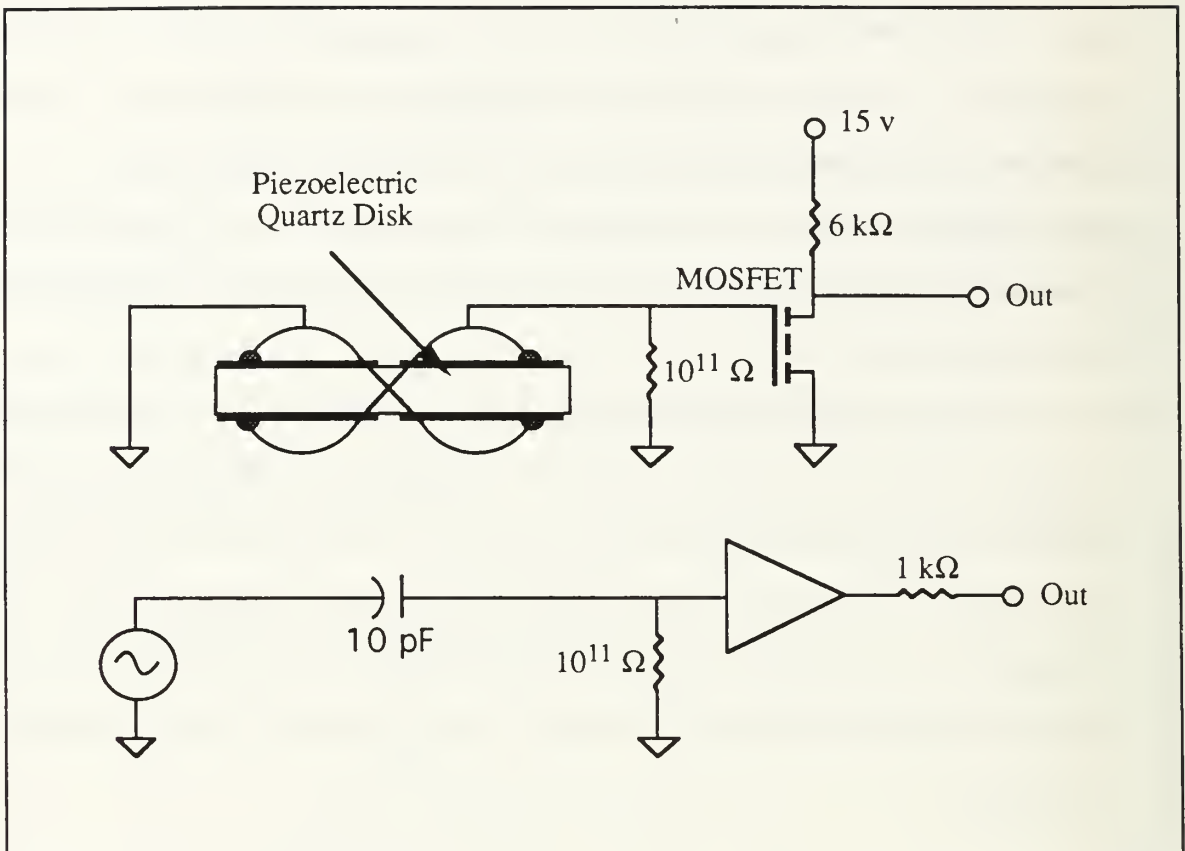 15 v
Piezoelectric
Quartz Disk
6 kΩ
MOSFET
Out
10¹¹ Ω
1 kΩ
Out
10 pF
10¹¹ Ω